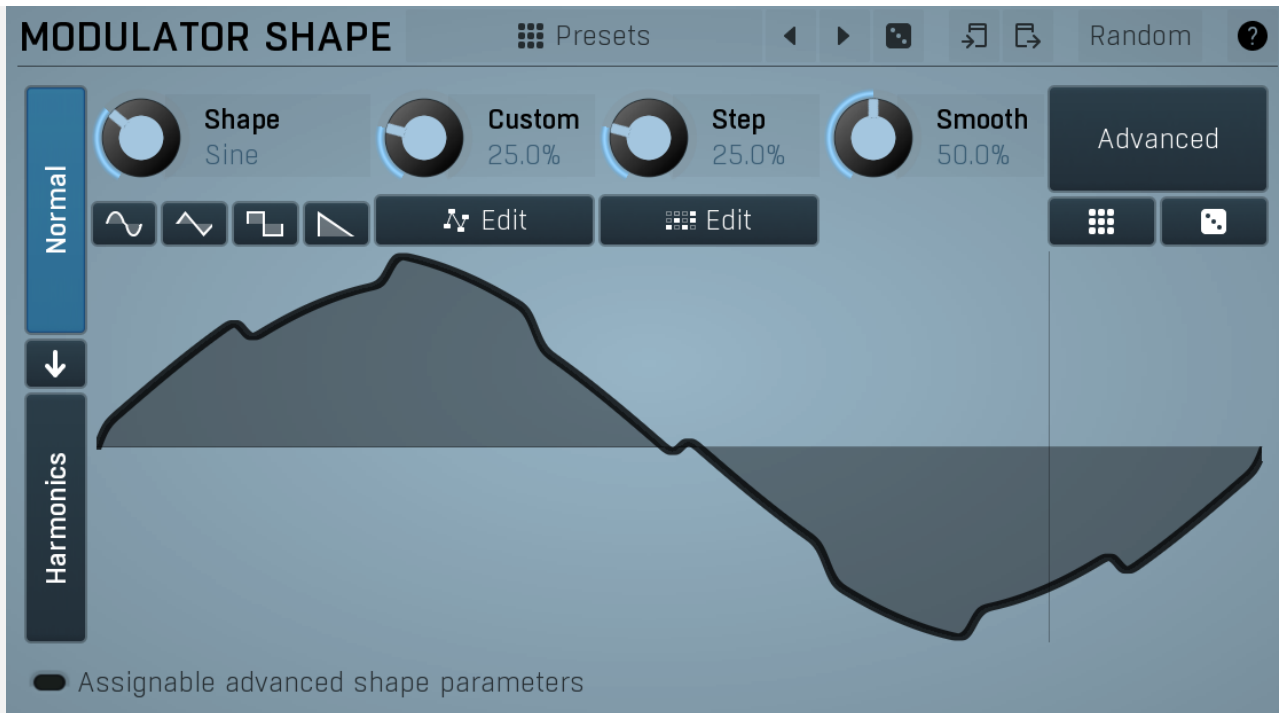 MODULATOR SHAPE Presets Random ?
Shape Custom Step Smooth Advanced
Sine 25.0% 25.0% 50.0%
Normal
Edit Edit
Harmonics
Assignable advanced shape parameters